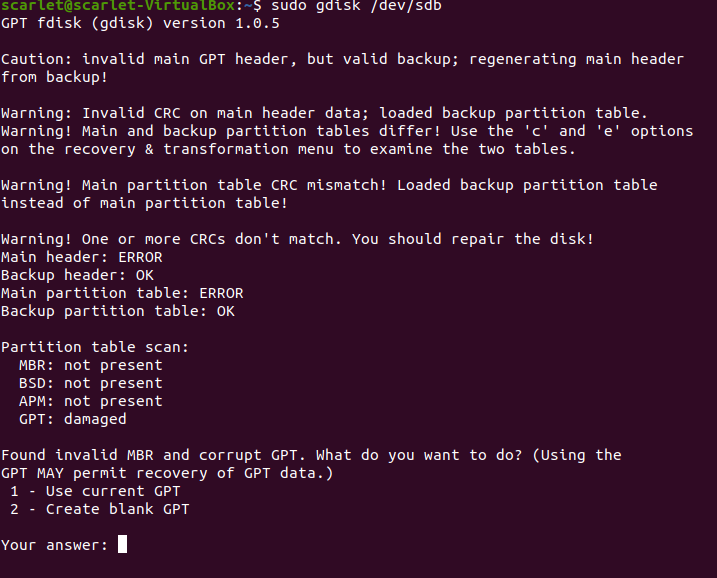 scarlet@scarlet-VirtualBox:~$ sudo gdisk /dev/sdb
GPT fdisk (gdisk) version 1.0.5
Caution: invalid main GPT header, but valid backup; regenerating main header
from backup!
Warning: Invalid CRC on main header data; loaded backup partition table.
Warning! Main and backup partition tables differ! Use the 'c' and 'e' options
on the recovery & transformation menu to examine the two tables.
Warning! Main partition table CRC mismatch! Loaded backup partition table
instead of main partition table!
Warning! One or more CRCs don't match. You should repair the disk!
Main header: ERROR
Backup header: OK
Main partition table: ERROR
Backup partition table: OK
Partition table scan:
  MBR: not present
  BSD: not present
  APM: not present
  GPT: damaged
Found invalid MBR and corrupt GPT. What do you want to do? (Using the
GPT MAY permit recovery of GPT data.)
 1 - Use current GPT
 2 - Create blank GPT
Your answer: